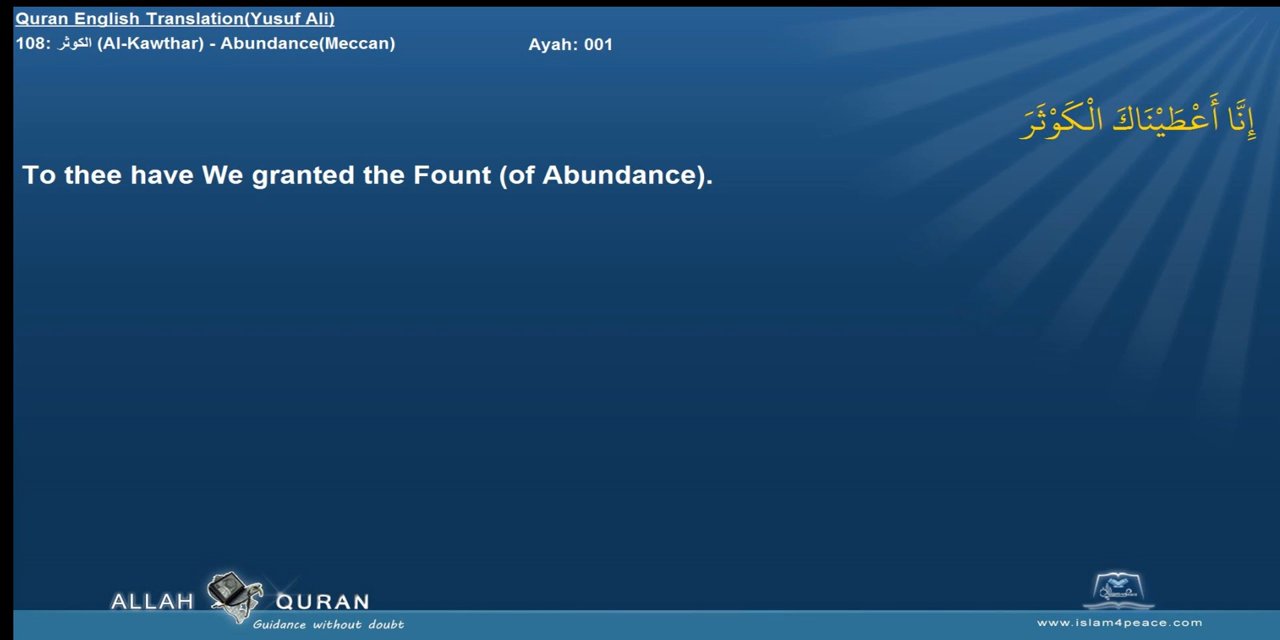 Quran English Translation(Yusuf Ali)
108: الكوثر (Al-Kawthar) - Abundance(Meccan) Ayah: 001
إِنَّا أَعْطَيْنَاكَ الْكَوْثَرَ
To thee have We granted the Fount (of Abundance).
ALLAH QURAN
Guidance without doubt
www.islam4peace.com